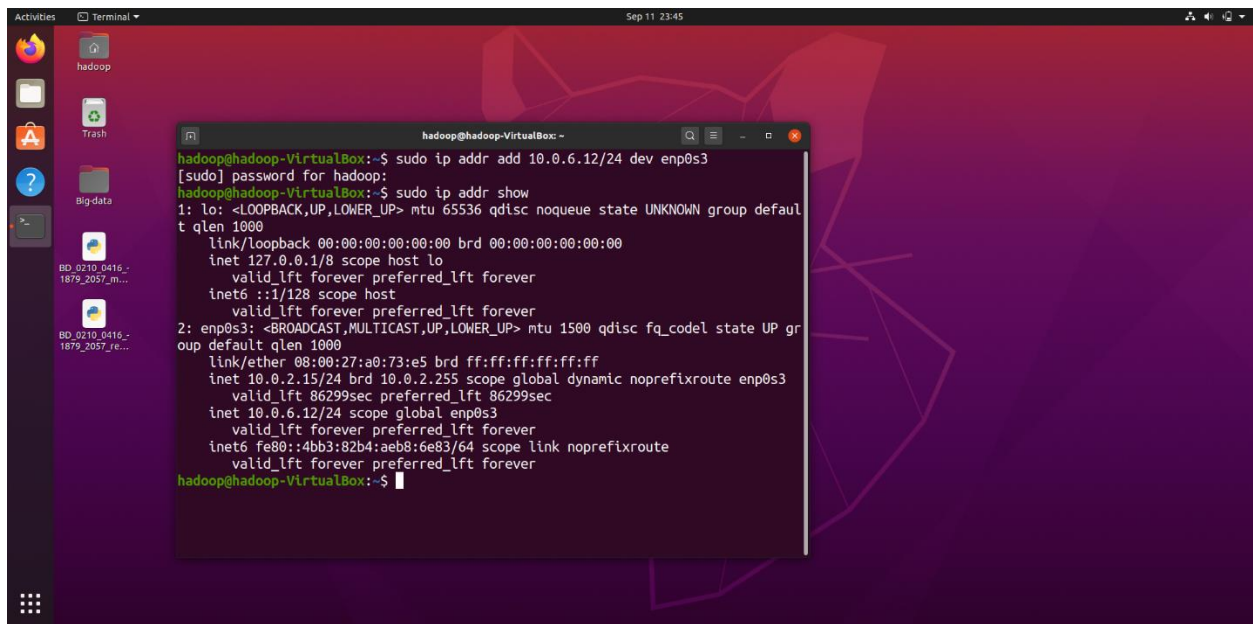 Activities
Terminal
Sep 11 23:45
hadoop
Trash
Big-data
BD_0210_0416_-
1879_2057_m...
BD_0210_0416_-
1879_2057_re...
hadoop@hadoop-VirtualBox: ~
hadoop@hadoop-VirtualBox:~$ sudo ip addr add 10.0.6.12/24 dev enp0s3
[sudo] password for hadoop:
hadoop@hadoop-VirtualBox:~$ sudo ip addr show
1: lo: <LOOPBACK,UP,LOWER_UP> mtu 65536 qdisc noqueue state UNKNOWN group defaul
t qlen 1000
    link/loopback 00:00:00:00:00:00 brd 00:00:00:00:00:00
    inet 127.0.0.1/8 scope host lo
       valid_lft forever preferred_lft forever
    inet6 ::1/128 scope host
       valid_lft forever preferred_lft forever
2: enp0s3: <BROADCAST,MULTICAST,UP,LOWER_UP> mtu 1500 qdisc fq_codel state UP gr
oup default qlen 1000
    link/ether 08:00:27:a0:73:e5 brd ff:ff:ff:ff:ff:ff
    inet 10.0.2.15/24 brd 10.0.2.255 scope global dynamic noprefixroute enp0s3
       valid_lft 86299sec preferred_lft 86299sec
    inet 10.0.6.12/24 scope global enp0s3
       valid_lft forever preferred_lft forever
    inet6 fe80::4bb3:82b4:aeb8:6e83/64 scope link noprefixroute
       valid_lft forever preferred_lft forever
hadoop@hadoop-VirtualBox:~$